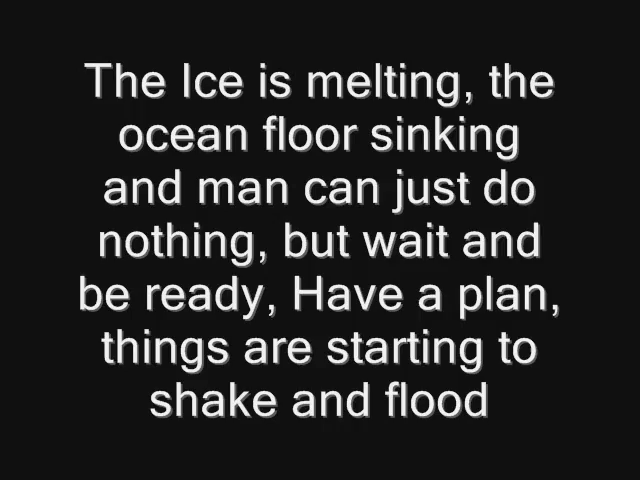 The Ice is melting, the
ocean floor sinking
and man can just do
nothing, but wait and
be ready, Have a plan,
things are starting to
shake and flood